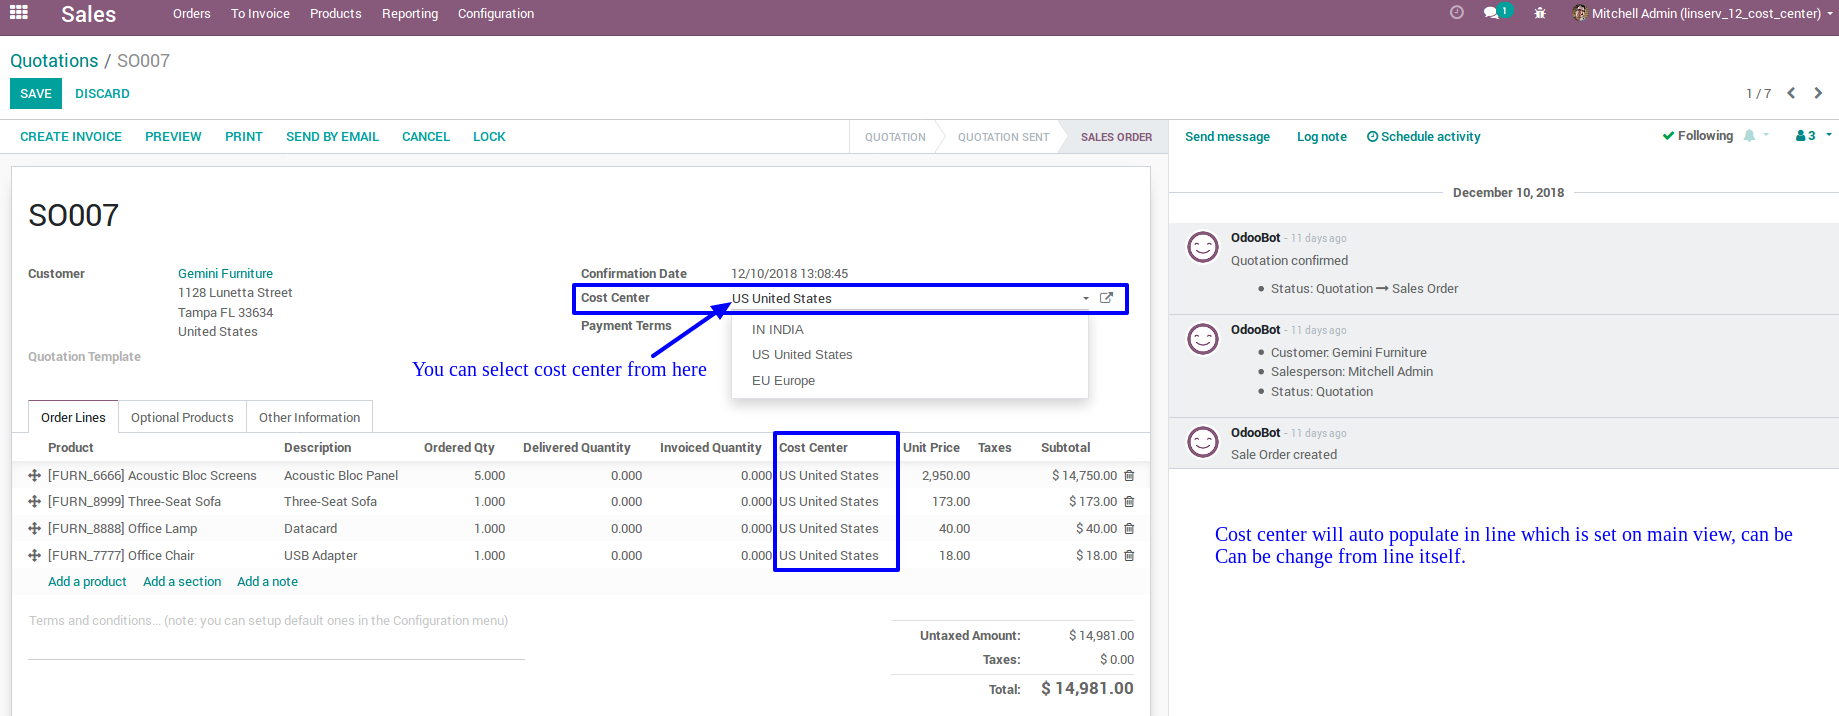 Sales Orders To Invoice Products Reporting Configuration 1 Mitchell Admin (linserv_12_cost_center)
Quotations / SO007
SAVE DISCARD 1 / 7
CREATE INVOICE PREVIEW PRINT SEND BY EMAIL CANCEL LOCK QUOTATION QUOTATION SENT SALES ORDER
Send message Log note Schedule activity Following 3
SO007
Customer Gemini Furniture
1128 Lunetta Street
Tampa FL 33634
United States
Quotation Template
Confirmation Date 12/10/2018 13:08:45
Cost Center US United States
Payment Terms
IN INDIA
US United States
EU Europe
You can select cost center from here
Order Lines Optional Products Other Information
Product Description Ordered Qty Delivered Quantity Invoiced Quantity Cost Center Unit Price Taxes Subtotal
[FURN_6666] Acoustic Bloc Screens Acoustic Bloc Panel 5.000 0.000 0.000 US United States 2,950.00 $ 14,750.00
[FURN_8999] Three-Seat Sofa Three-Seat Sofa 1.000 0.000 0.000 US United States 173.00 $ 173.00
[FURN_8888] Office Lamp Datacard 1.000 0.000 0.000 US United States 40.00 $ 40.00
[FURN_7777] Office Chair USB Adapter 1.000 0.000 0.000 US United States 18.00 $ 18.00
Add a product Add a section Add a note
Terms and conditions... (note: you can setup default ones in the Configuration menu)
Untaxed Amount: $ 14,981.00
Taxes: $ 0.00
Total: $ 14,981.00
December 10, 2018
OdooBot - 11 days ago
Quotation confirmed
• Status: Quotation → Sales Order
OdooBot - 11 days ago
• Customer: Gemini Furniture
• Salesperson: Mitchell Admin
• Status: Quotation
OdooBot - 11 days ago
Sale Order created
Cost center will auto populate in line which is set on main view, can be
Can be change from line itself.